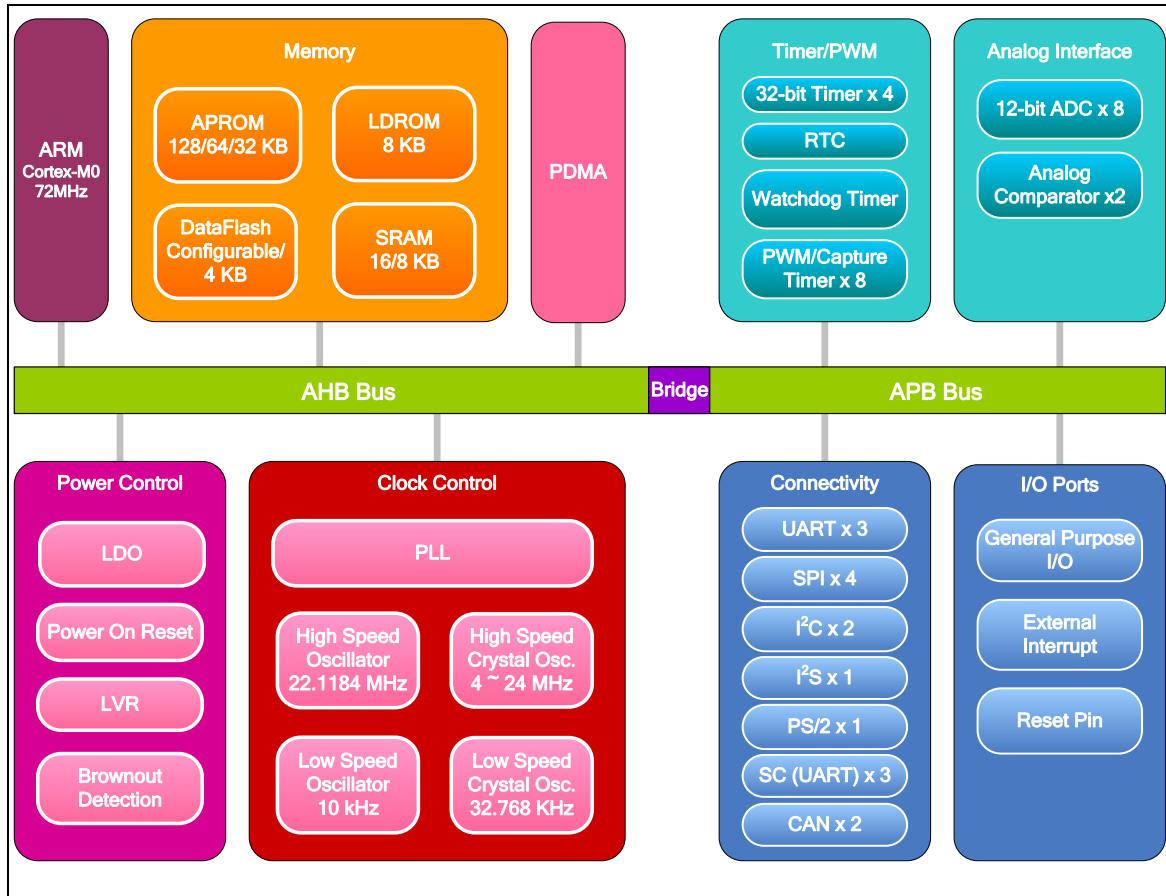 ARM
Cortex-M0
72MHz
Memory
APROM
128/64/32 KB
LDROM
8 KB
DataFlash
Configurable/
4 KB
SRAM
16/8 KB
PDMA
Timer/PWM
32-bit Timer x 4
RTC
Watchdog Timer
PWM/Capture
Timer x 8
Analog Interface
12-bit ADC x 8
Analog
Comparator x2
AHB Bus
Bridge
APB Bus
Power Control
LDO
Power On Reset
LVR
Brownout
Detection
Clock Control
PLL
High Speed
Oscillator
22.1184 MHz
High Speed
Crystal Osc.
4 ~ 24 MHz
Low Speed
Oscillator
10 kHz
Low Speed
Crystal Osc.
32.768 KHz
Connectivity
UART x 3
SPI x 4
I²C x 2
I²S x 1
PS/2 x 1
SC (UART) x 3
CAN x 2
I/O Ports
General Purpose
I/O
External
Interrupt
Reset Pin